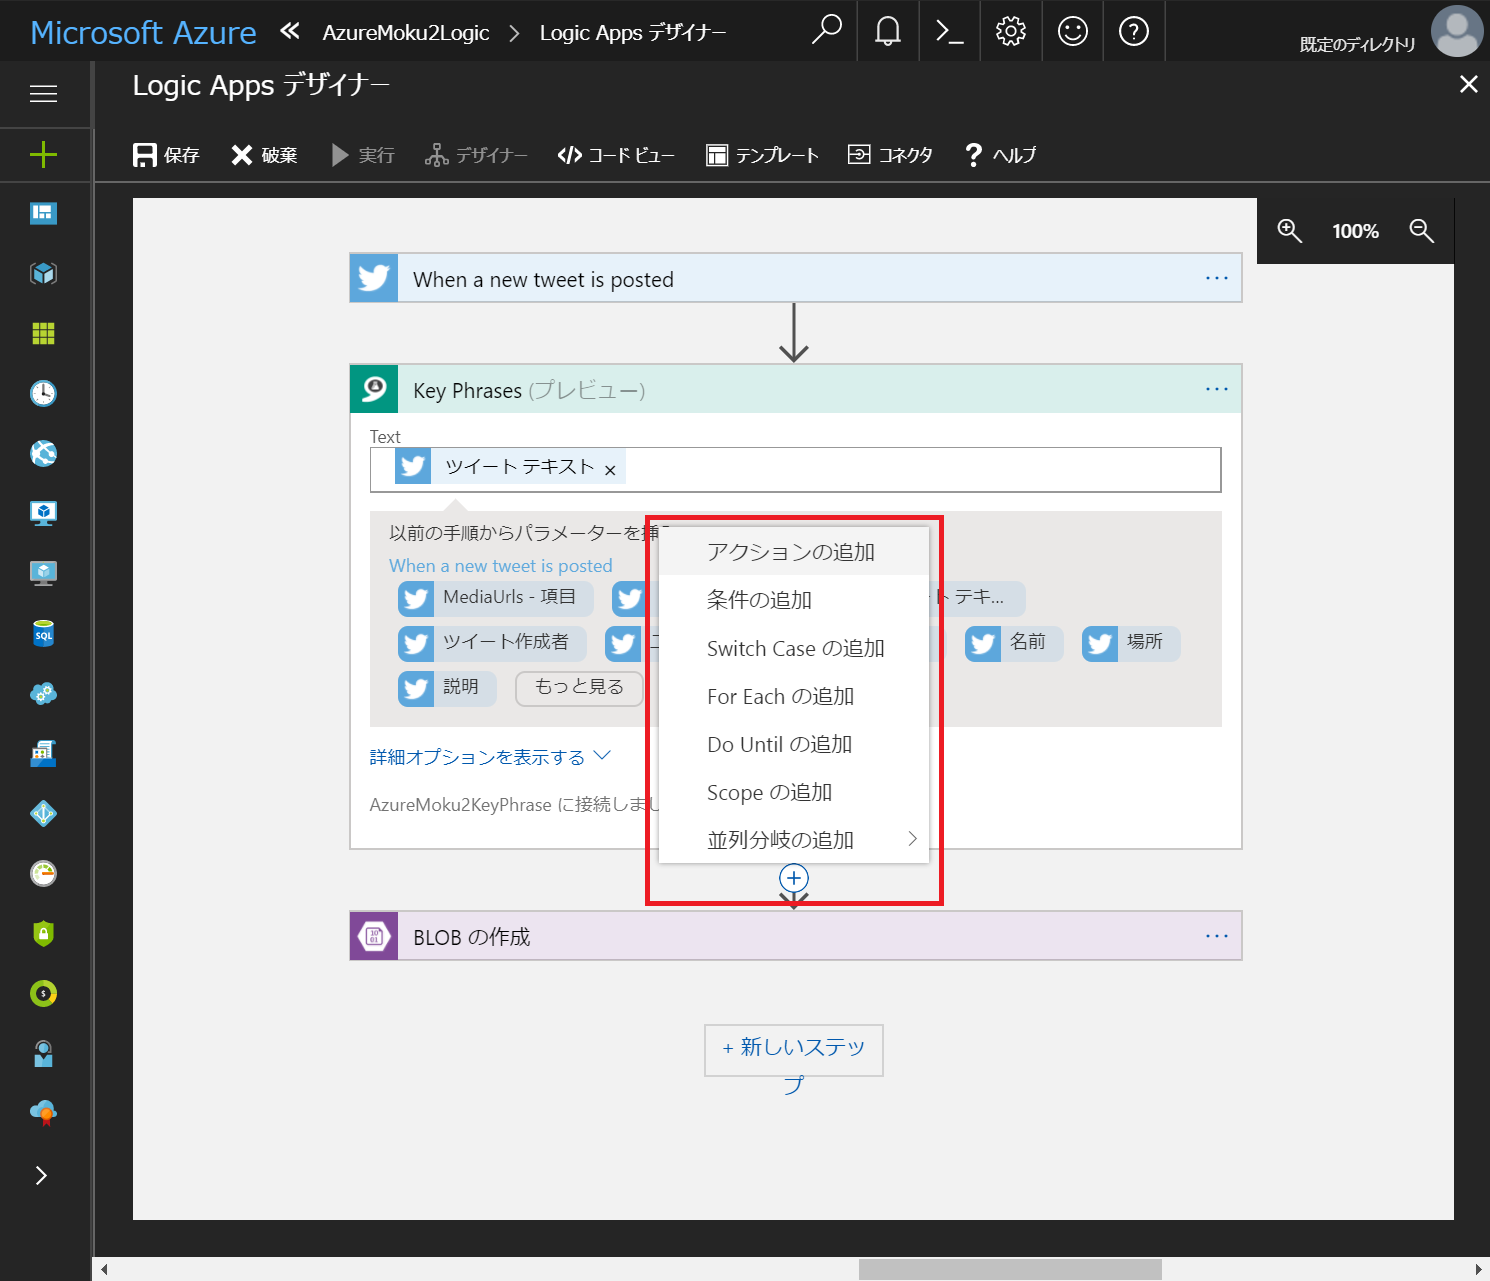 Microsoft Azure « AzureMoku2Logic > Logic Apps デザイナー 既定のディレクトリ
Logic Apps デザイナー
保存 破棄 実行 デザイナー コード ビュー テンプレート コネクタ ヘルプ
100%
When a new tweet is posted ...
Key Phrases (プレビュー) ...
Text
ツイート テキスト ×
以前の手順からパラメーターを挿
When a new tweet is posted
MediaUrls - 項目 ト テキ...
ツイート作成者 名前 場所
説明 もっと見る
詳細オプションを表示する
AzureMoku2KeyPhrase に接続しまし
アクションの追加
条件の追加
Switch Case の追加
For Each の追加
Do Until の追加
Scope の追加
並列分岐の追加
BLOB の作成 ...
+ 新しいステッ
プ
SQL